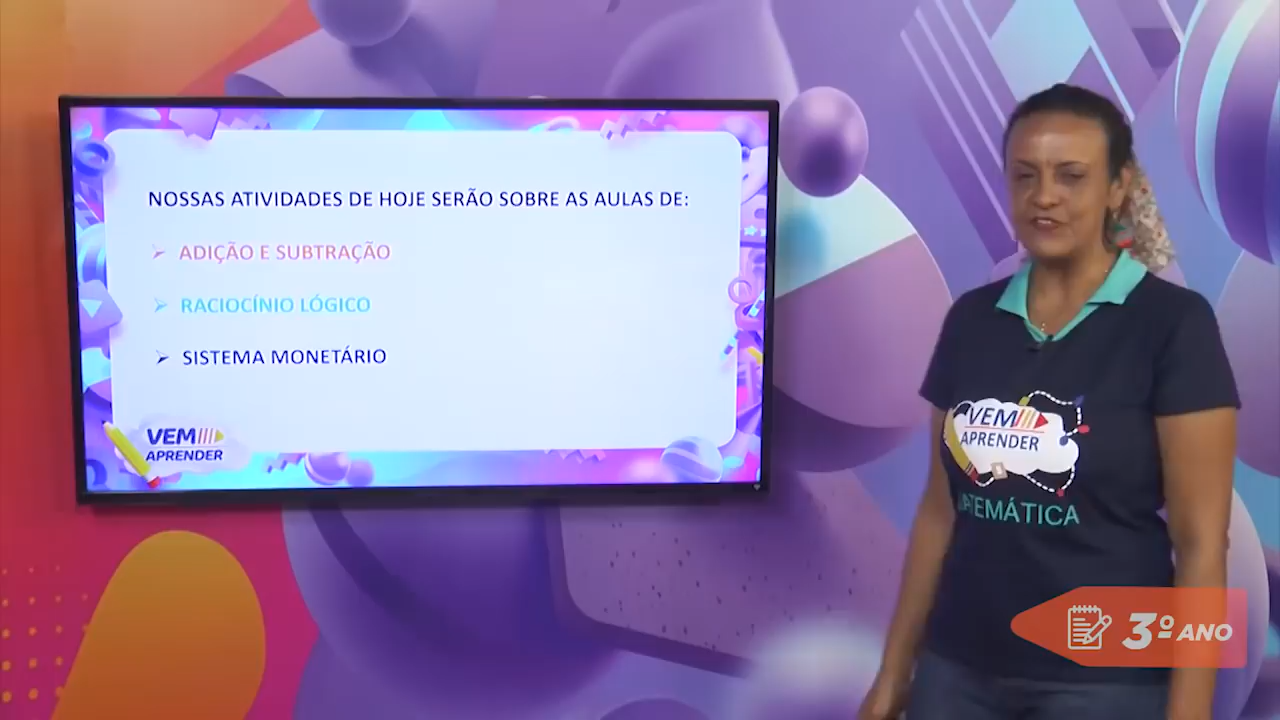 NOSSAS ATIVIDADES DE HOJE SERÃO SOBRE AS AULAS DE:
ADIÇÃO E SUBTRAÇÃO
RACIOCÍNIO LÓGICO
SISTEMA MONETÁRIO
VEM
APRENDER
VEM
APRENDER
MATEMÁTICA
3º ANO